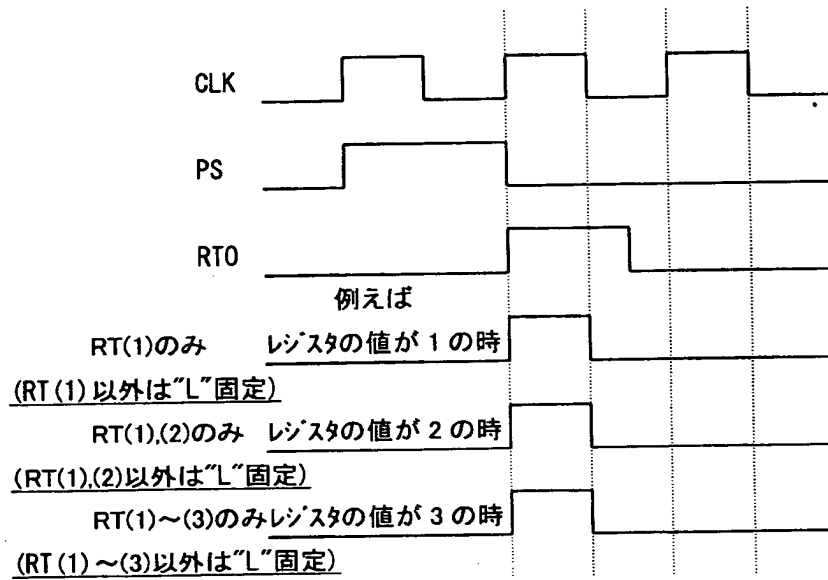 CLK
PS
RTO
例えば
RT(1)のみ レジスタの値が1の時
(RT(1)以外は"L"固定)
RT(1),(2)のみ レジスタの値が2の時
(RT(1),(2)以外は"L"固定)
RT(1)～(3)のみレジスタの値が3の時
(RT(1)～(3)以外は"L"固定)